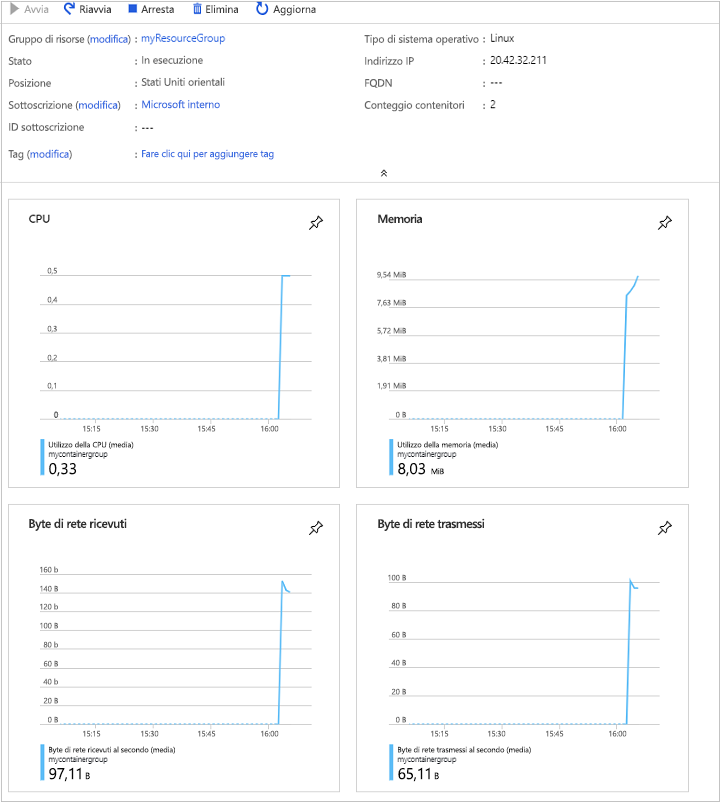 Avvia Riavvia Arresta Elimina Aggiorna
Gruppo di risorse (modifica) : myResourceGroup
Stato : In esecuzione
Posizione : Stati Uniti orientali
Sottoscrizione (modifica) : Microsoft interno
ID sottoscrizione : ---
Tag (modifica) : Fare clic qui per aggiungere tag
Tipo di sistema operativo : Linux
Indirizzo IP : 20.42.32.211
FQDN : ---
Conteggio contenitori : 2
CPU
0,5
0,4
0,3
0,2
0,1
0
15:15 15:30 15:45 16:00
Utilizzo della CPU (media)
mycontainergroup
0,33
Memoria
9,54 MiB
7,63 MiB
5,72 MiB
3,81 MiB
1,91 MiB
0 B
15:15 15:30 15:45 16:00
Utilizzo della memoria (media)
mycontainergroup
8,03 MiB
Byte di rete ricevuti
160 b
140 B
120 b
100 B
80 b
60 B
40 b
20 B
0 B
15:15 15:30 15:45 16:00
Byte di rete ricevuti al secondo (media)
mycontainergroup
97,11 B
Byte di rete trasmessi
100 B
80 B
60 B
40 B
20 B
0 B
15:15 15:30 15:45 16:00
Byte di rete trasmessi al secondo (media)
mycontainergroup
65,11 B